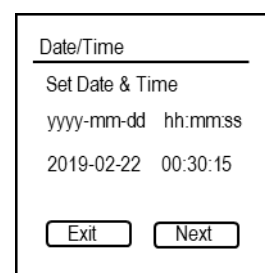 Date/Time
Set Date & Time
yyyy-mm-dd hh:mm:ss
2019-02-22 00:30:15
Exit Next